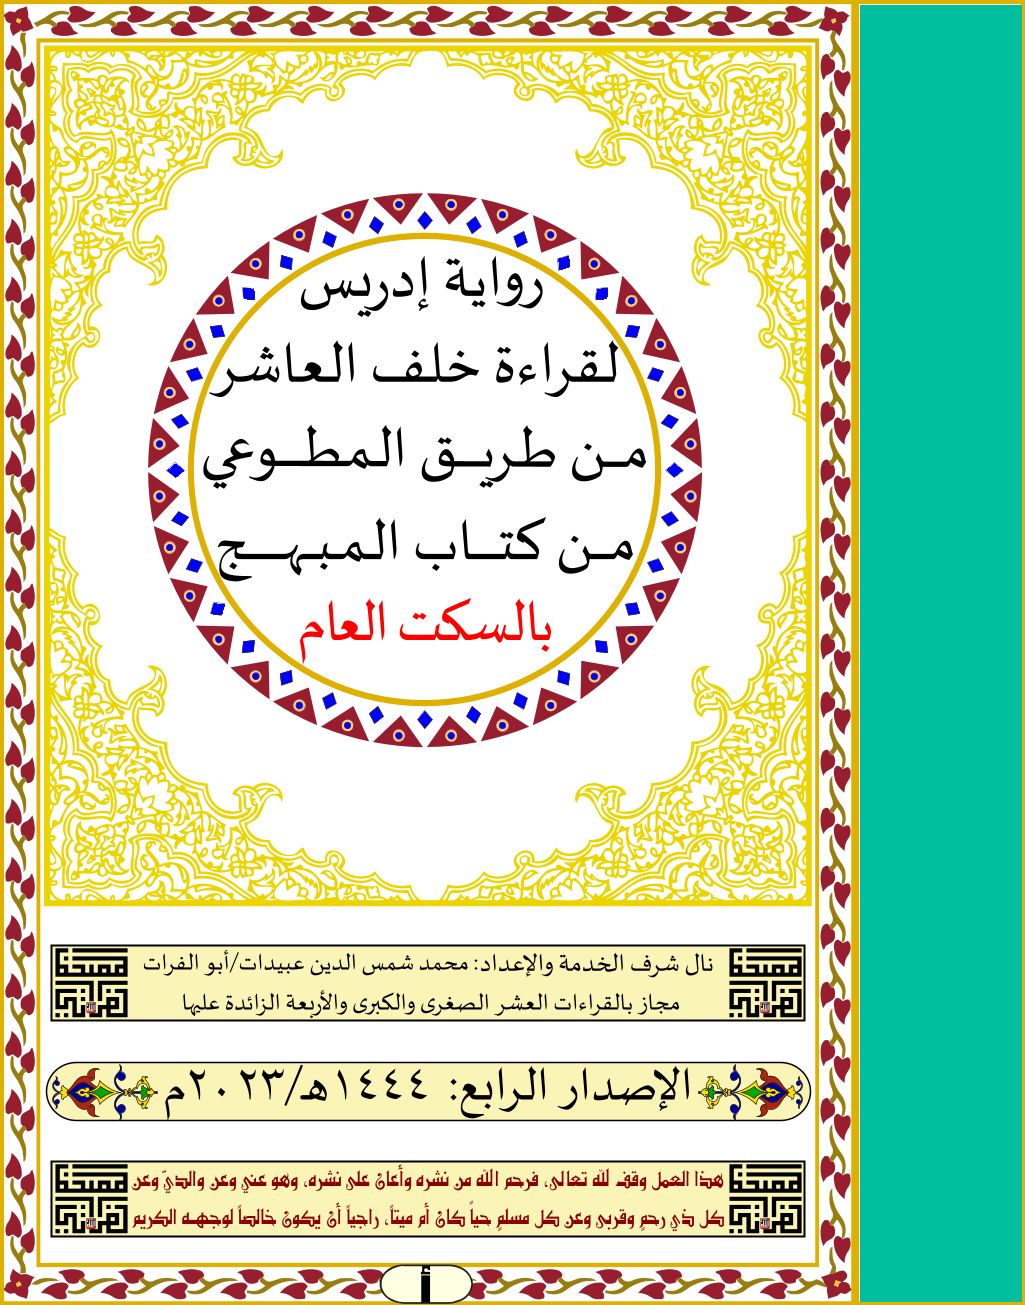 رواية إدريس
لقراءة خلف العاشر
من طريق المطوعي
من كتاب المبهج
بالسكت العام
نال شرف الخدمة والإعداد: محمد شمس الدين عبيدات/أبو الفرات
مجاز بالقراءات العشر الصغرى والكبرى والأربعة الزائدة عليها
الإصدار الرابع: ١٤٤٤هـ/٢٠٢٣م
هذا العمل وقف لله تعالى، فرحم الله من نشره وأعان على نشره، وهو عني وعن والديّ وعن
كل ذي رحمٍ وقربى وعن كل مسلمٍ حياً كان أم ميتاً، راجياً أن يكون خالصاً لوجهه الكريم
أ